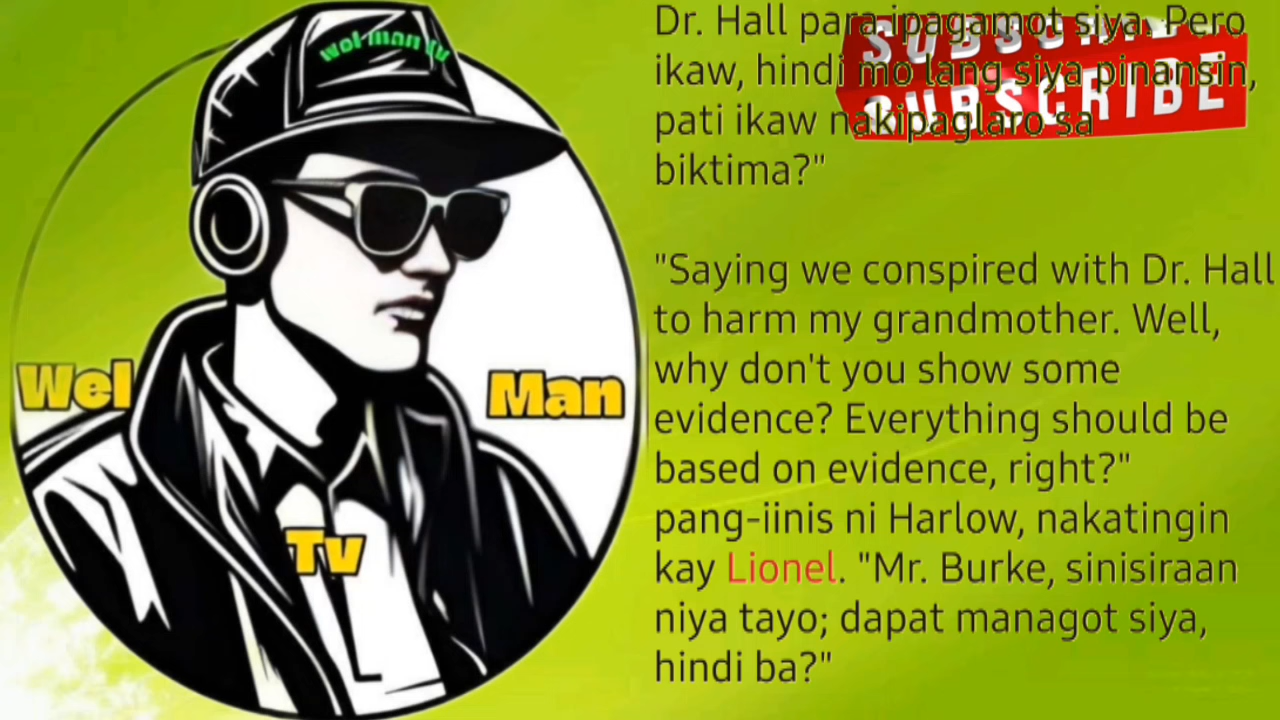 wel man tv
Wel
Man
Tv
Dr. Hall para ipagamot siya. Pero
ikaw, hindi mo lang siya pinansin,
pati ikaw nakipaglaro sa
biktima?"
"Saying we conspired with Dr. Hall
to harm my grandmother. Well,
why don't you show some
evidence? Everything should be
based on evidence, right?"
pang-iinis ni Harlow, nakatingin
kay Lionel. "Mr. Burke, sinisiraan
niya tayo; dapat managot siya,
hindi ba?"
SUBSCRIBE
SUBSCRIBE